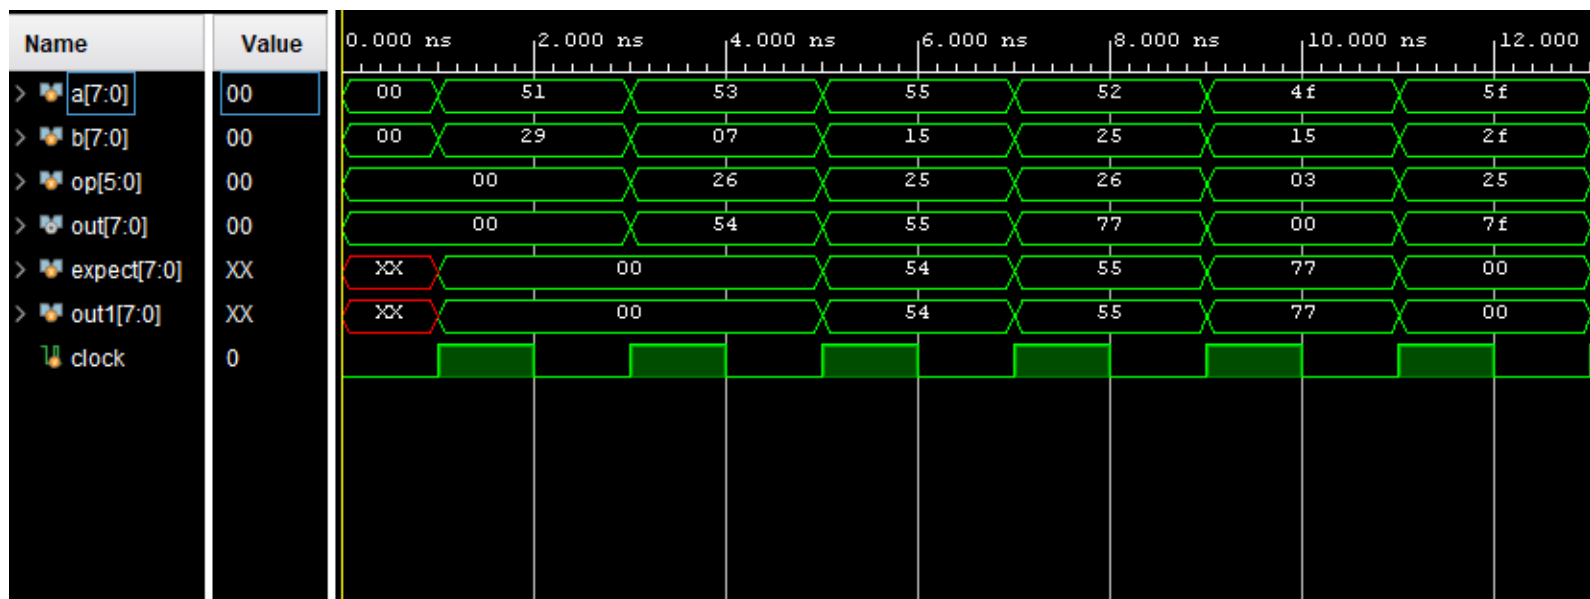 Name Value 0.000 ns 2.000 ns 4.000 ns 6.000 ns 8.000 ns 10.000 ns 12.000
a[7:0] 00 00 51 53 55 52 4f 5f
b[7:0] 00 00 29 07 15 25 15 2f
op[5:0] 00 00 26 25 26 03 25
out[7:0] 00 00 54 55 77 00 7f
expect[7:0] XX XX 00 54 55 77 00
out1[7:0] XX XX 00 54 55 77 00
clock 0